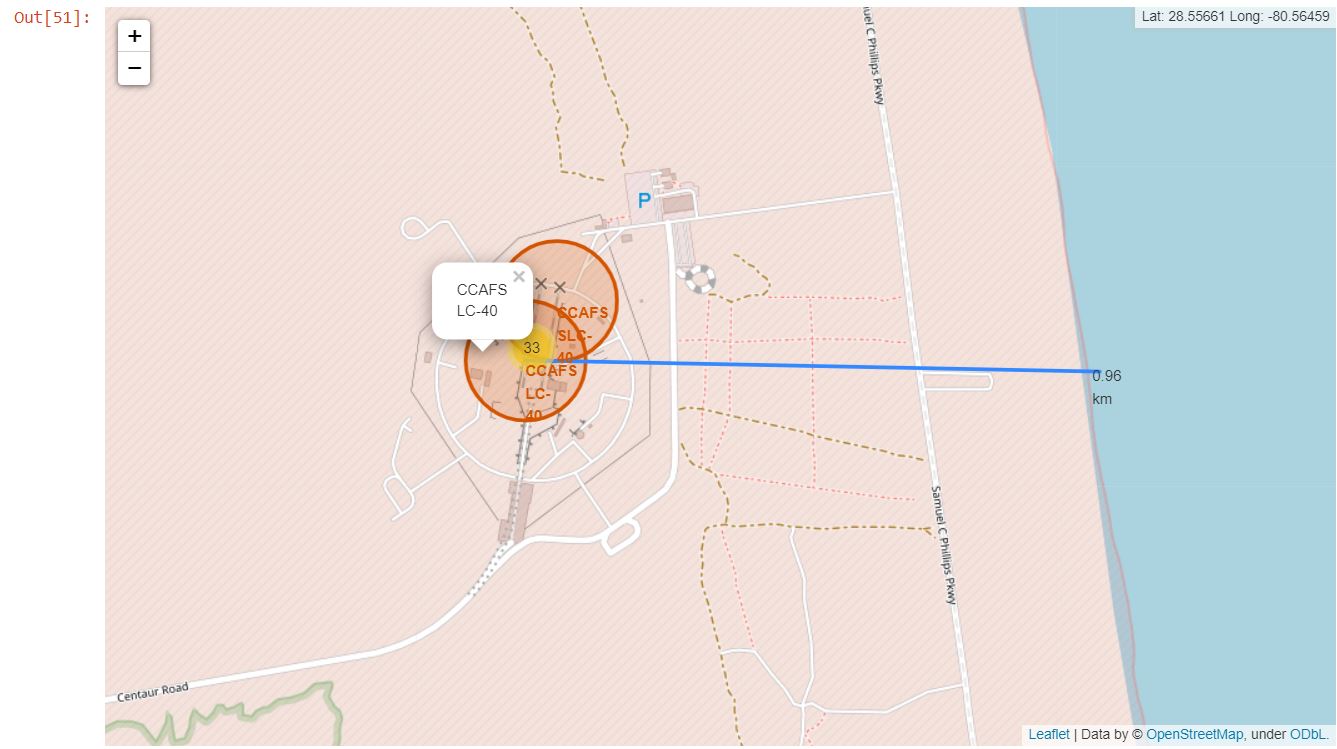 Out[51]:
+
−
Lat: 28.55661 Long: -80.56459
uel C Phillips Pkwy
P
CCAFS
LC-40
×
CCAFS
SLC-
40
33
CCAFS
LC-
40
0.96
km
Samuel C Phillips Pkwy
Centaur Road
Leaflet | Data by © OpenStreetMap, under ODbL.